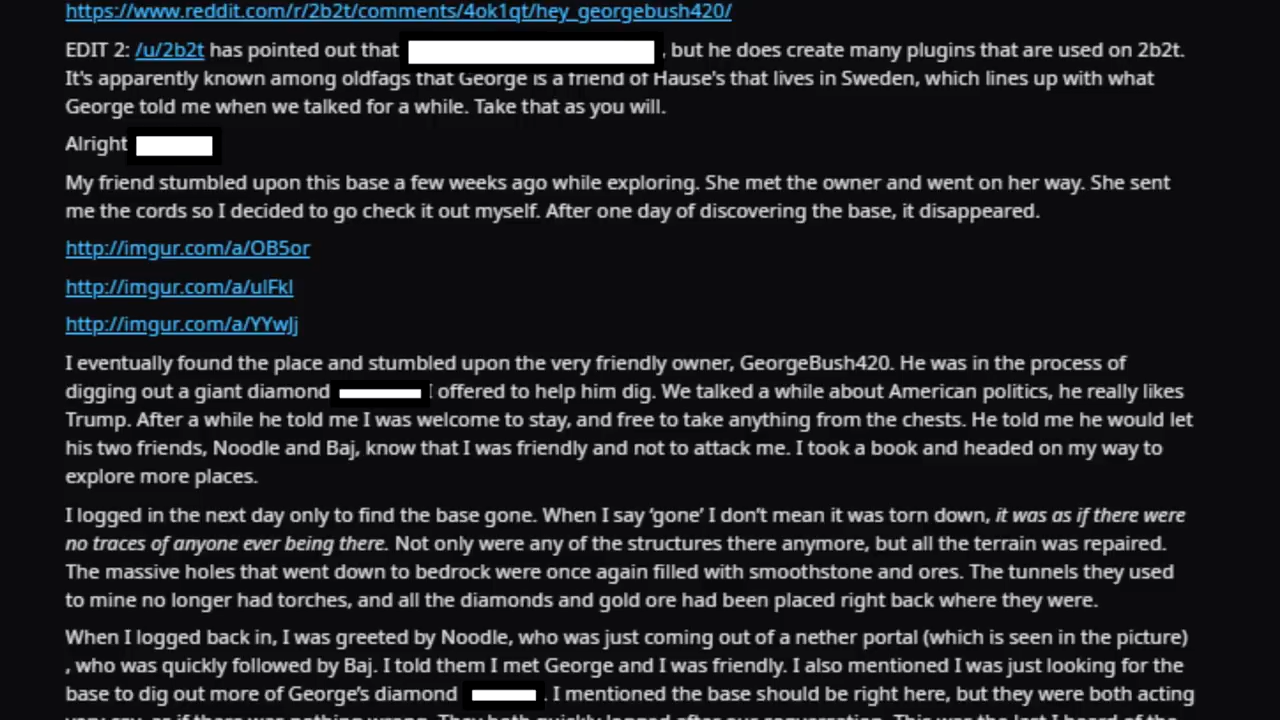 https://www.reddit.com/r/2b2t/comments/4ok1qt/hey_georgebush420/
EDIT 2: /u/2b2t has pointed out that , but he does create many plugins that are used on 2b2t.
It's apparently known among oldfags that George is a friend of Hause's that lives in Sweden, which lines up with what
George told me when we talked for a while. Take that as you will.
Alright
My friend stumbled upon this base a few weeks ago while exploring. She met the owner and went on her way. She sent
me the cords so I decided to go check it out myself. After one day of discovering the base, it disappeared.
http://imgur.com/a/OB5or
http://imgur.com/a/ulFkl
http://imgur.com/a/YYwJj
I eventually found the place and stumbled upon the very friendly owner, GeorgeBush420. He was in the process of
digging out a giant diamond offered to help him dig. We talked a while about American politics, he really likes
Trump. After a while he told me I was welcome to stay, and free to take anything from the chests. He told me he would let
his two friends, Noodle and Baj, know that I was friendly and not to attack me. I took a book and headed on my way to
explore more places.
I logged in the next day only to find the base gone. When I say ‘gone’ I don’t mean it was torn down, it was as if there were
no traces of anyone ever being there. Not only were any of the structures there anymore, but all the terrain was repaired.
The massive holes that went down to bedrock were once again filled with smoothstone and ores. The tunnels they used
to mine no longer had torches, and all the diamonds and gold ore had been placed right back where they were.
When I logged back in, I was greeted by Noodle, who was just coming out of a nether portal (which is seen in the picture)
, who was quickly followed by Baj. I told them I met George and I was friendly. I also mentioned I was just looking for the
base to dig out more of George’s diamond . I mentioned the base should be right here, but they were both acting